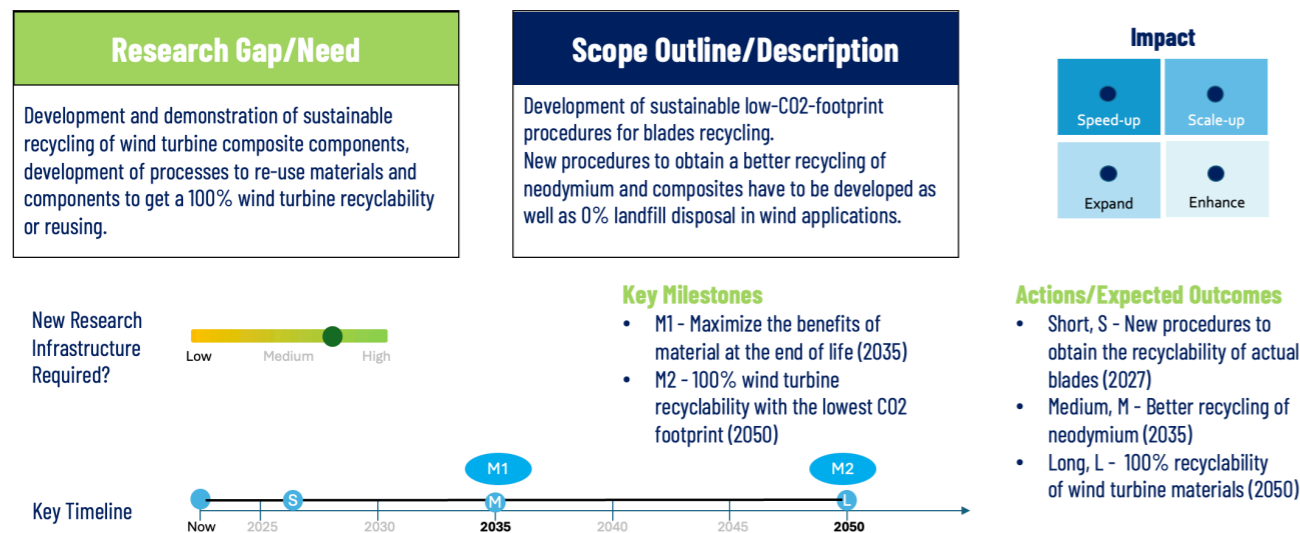 Research Gap/Need
Development and demonstration of sustainable
recycling of wind turbine composite components,
development of processes to re-use materials and
components to get a 100% wind turbine recyclability
or reusing.
Scope Outline/Description
Development of sustainable low-CO2-footprint
procedures for blades recycling.
New procedures to obtain a better recycling of
neodymium and composites have to be developed as
well as 0% landfill disposal in wind applications.
Impact
Speed-up
Scale-up
Expand
Enhance
New Research
Infrastructure
Required?
Low
Medium
High
Key Milestones
• M1 - Maximize the benefits of
material at the end of life (2035)
• M2 - 100% wind turbine
recyclability with the lowest CO2
footprint (2050)
Actions/Expected Outcomes
• Short, S - New procedures to
obtain the recyclability of actual
blades (2027)
• Medium, M - Better recycling of
neodymium (2035)
• Long, L - 100% recyclability
of wind turbine materials (2050)
Key Timeline
M1
M2
S
M
L
Now
2025
2030
2035
2040
2045
2050